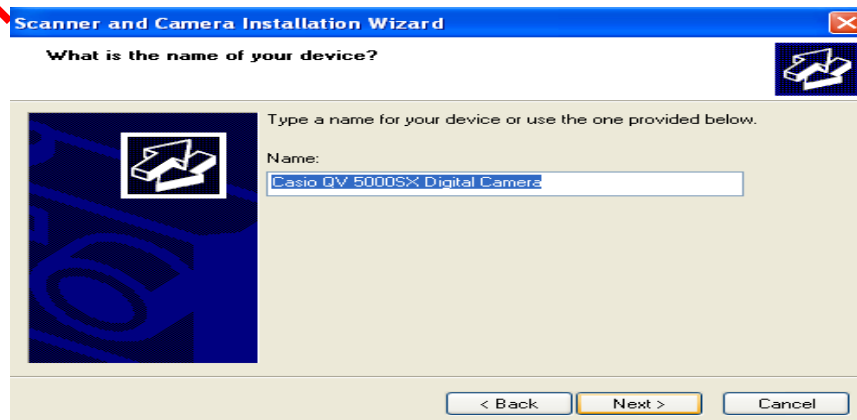 Scanner and Camera Installation Wizard
What is the name of your device?
Type a name for your device or use the one provided below.
Name:
Casio QV 5000SX Digital Camera
< Back Next > Cancel